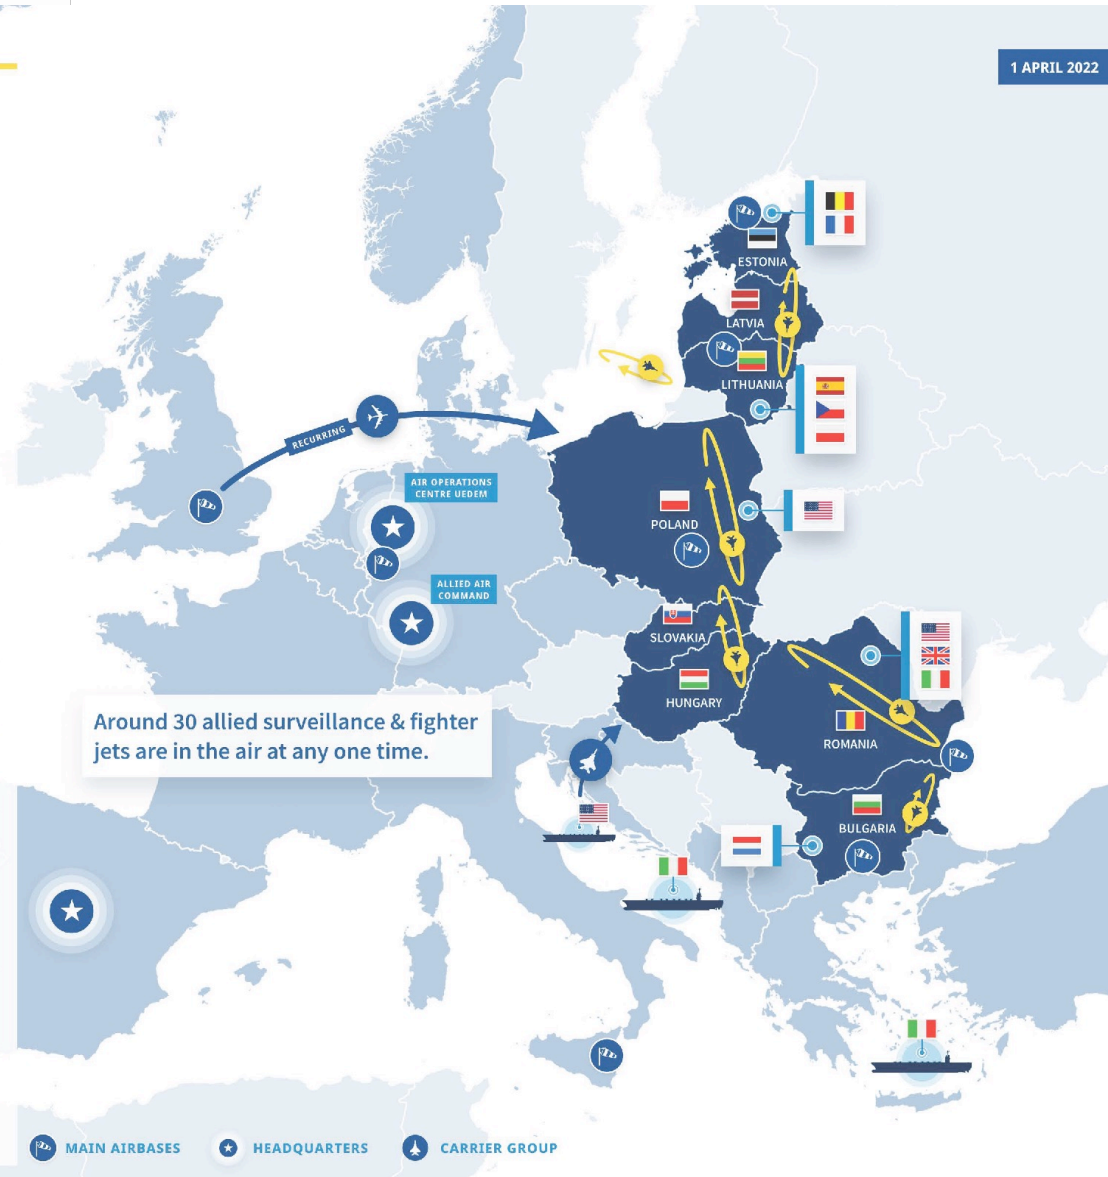 1 APRIL 2022
ESTONIA
LATVIA
LITHUANIA
RECURRING
AIR OPERATIONS
CENTRE UEDEM
POLAND
ALLIED AIR
COMMAND
SLOVAKIA
HUNGARY
Around 30 allied surveillance & fighter
jets are in the air at any one time.
ROMANIA
BULGARIA
MAIN AIRBASES
HEADQUARTERS
CARRIER GROUP